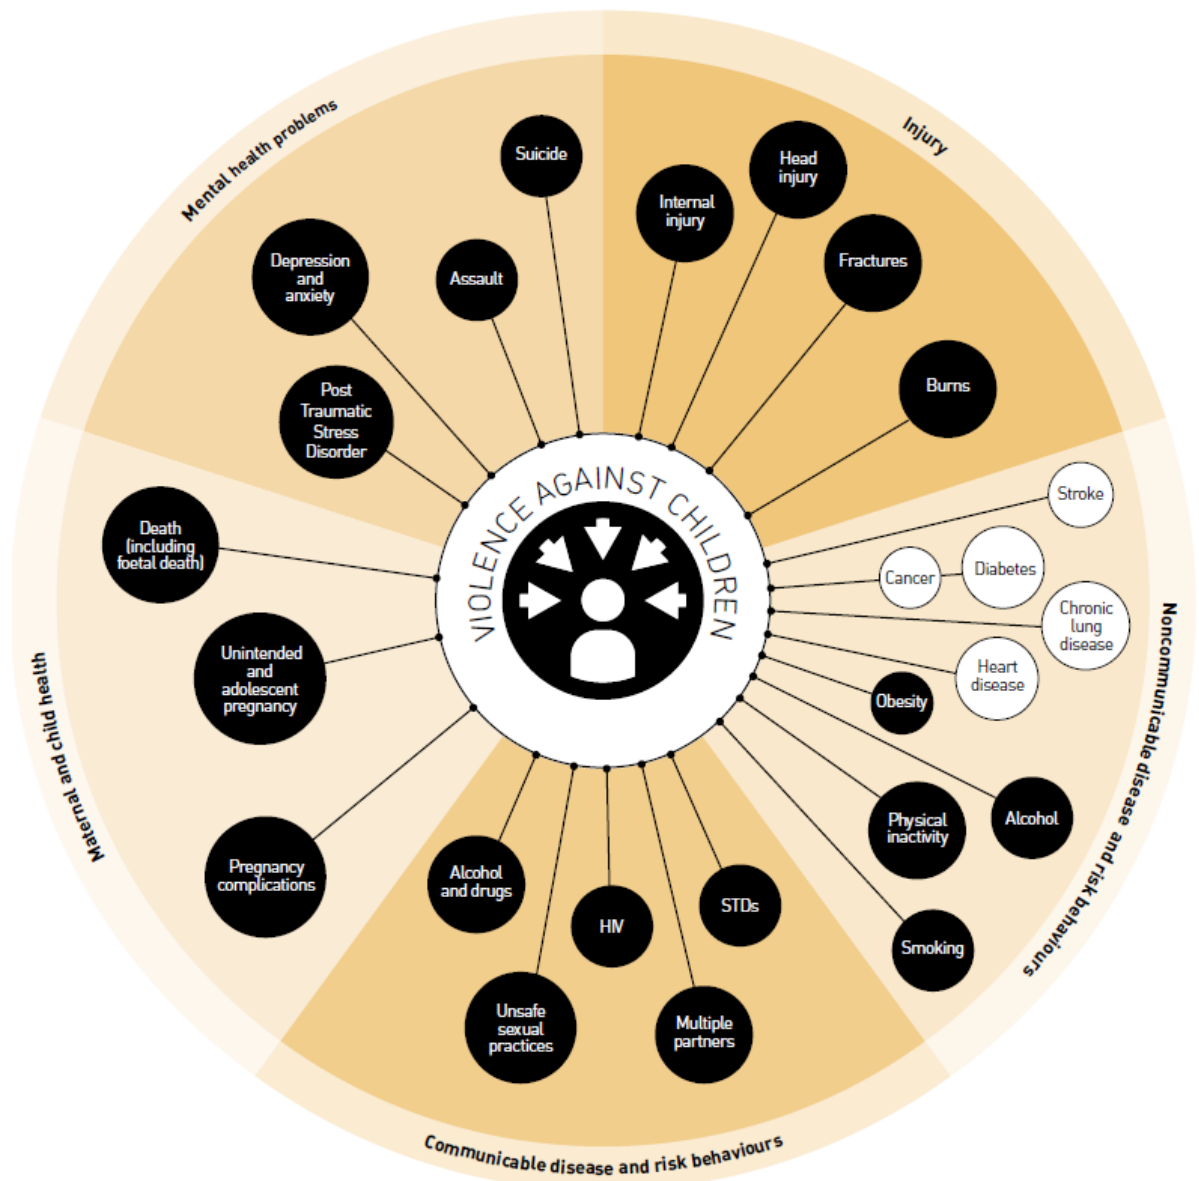 Mental health problems
Suicide
Assault
Depression
and
anxiety
Post
Traumatic
Stress
Disorder
Injury
Internal
injury
Head
injury
Fractures
Burns
VIOLENCE AGAINST CHILDREN
Noncommunicable disease and risk behaviours
Stroke
Cancer
Diabetes
Chronic
lung
disease
Heart
disease
Obesity
Alcohol
Physical
inactivity
Smoking
Communicable disease and risk behaviours
STDs
Multiple
partners
HIV
Unsafe
sexual
practices
Alcohol
and drugs
Maternal and child health
Pregnancy
complications
Unintended
and
adolescent
pregnancy
Death
(including
foetal death)